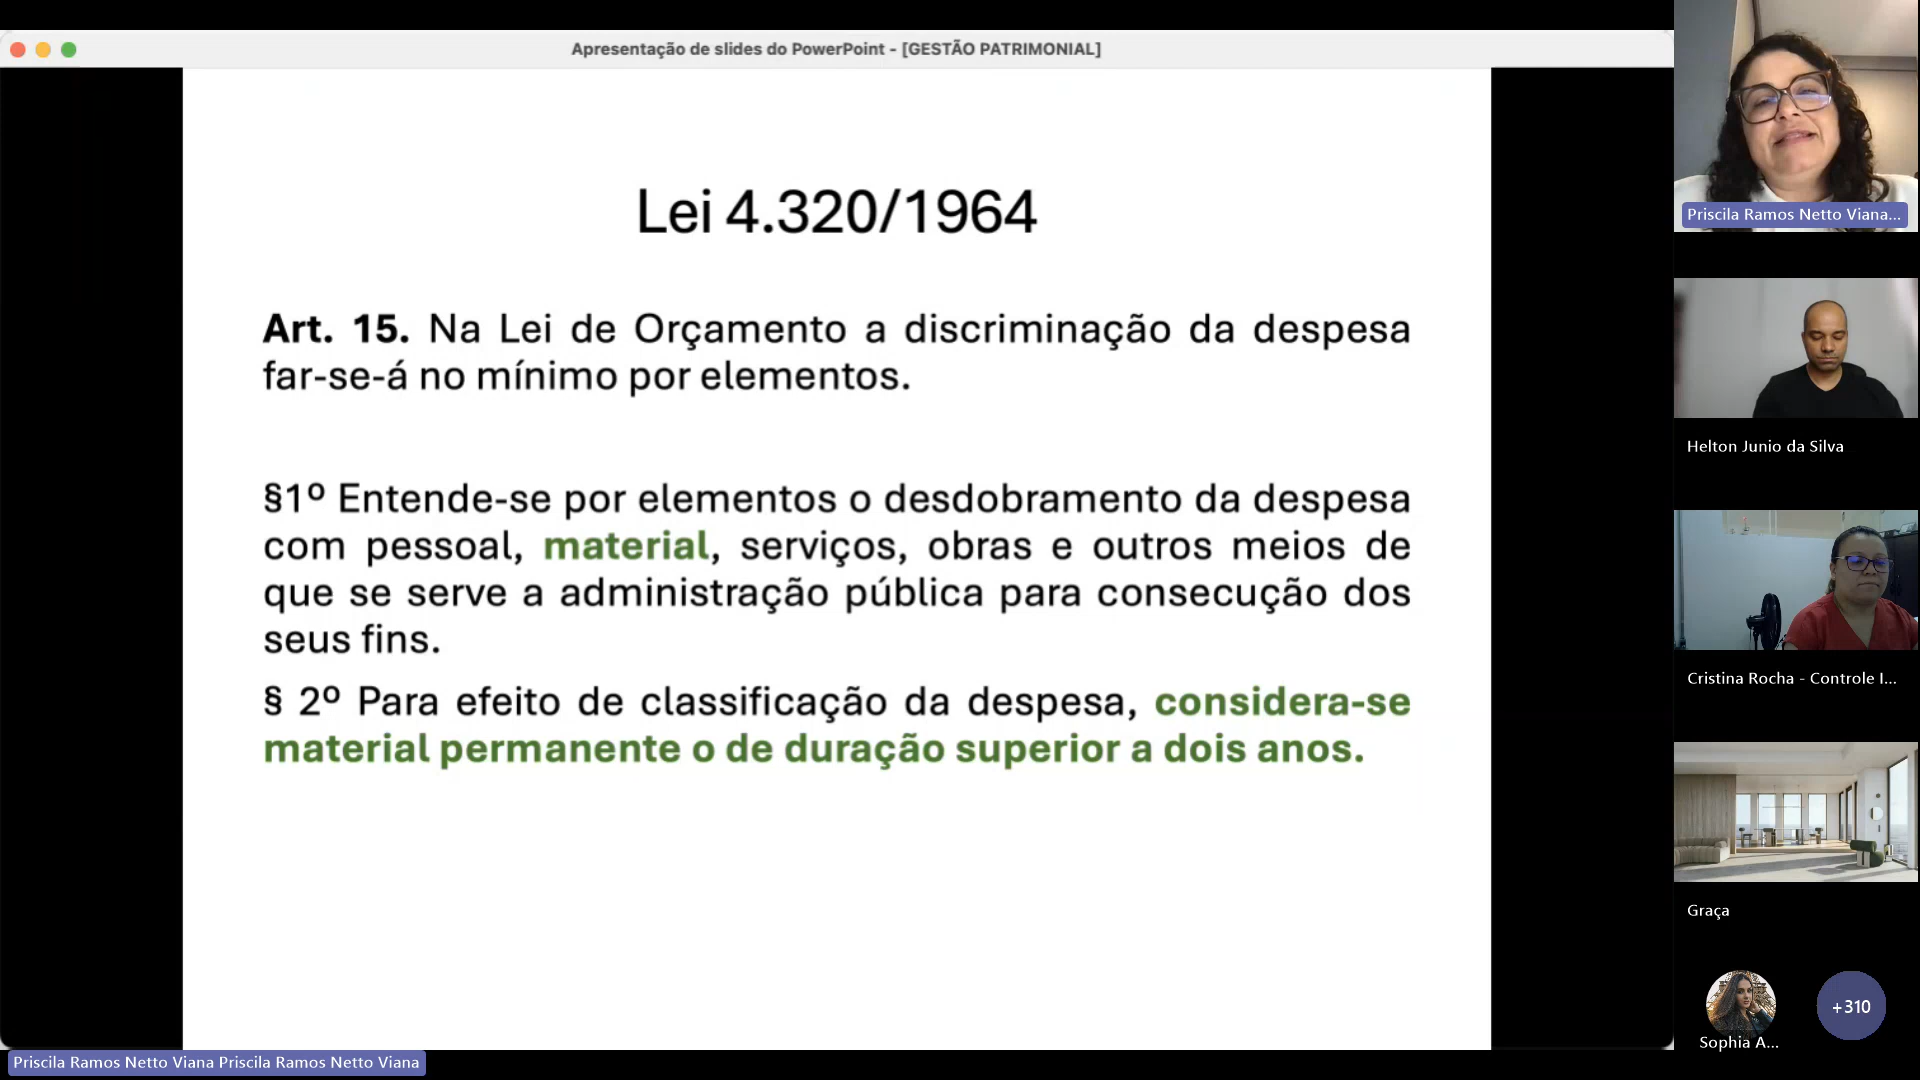 Apresentação de slides do PowerPoint - [GESTÃO PATRIMONIAL]
Lei 4.320/1964
Art. 15. Na Lei de Orçamento a discriminação da despesa
far-se-á no mínimo por elementos.
§1º Entende-se por elementos o desdobramento da despesa
com pessoal, material, serviços, obras e outros meios de
que se serve a administração pública para consecução dos
seus fins.
§ 2º Para efeito de classificação da despesa, considera-se
material permanente o de duração superior a dois anos.
Priscila Ramos Netto Viana Priscila Ramos Netto Viana
Priscila Ramos Netto Viana...
Helton Junio da Silva
Cristina Rocha - Controle I...
Graça
Sophia A...
+310